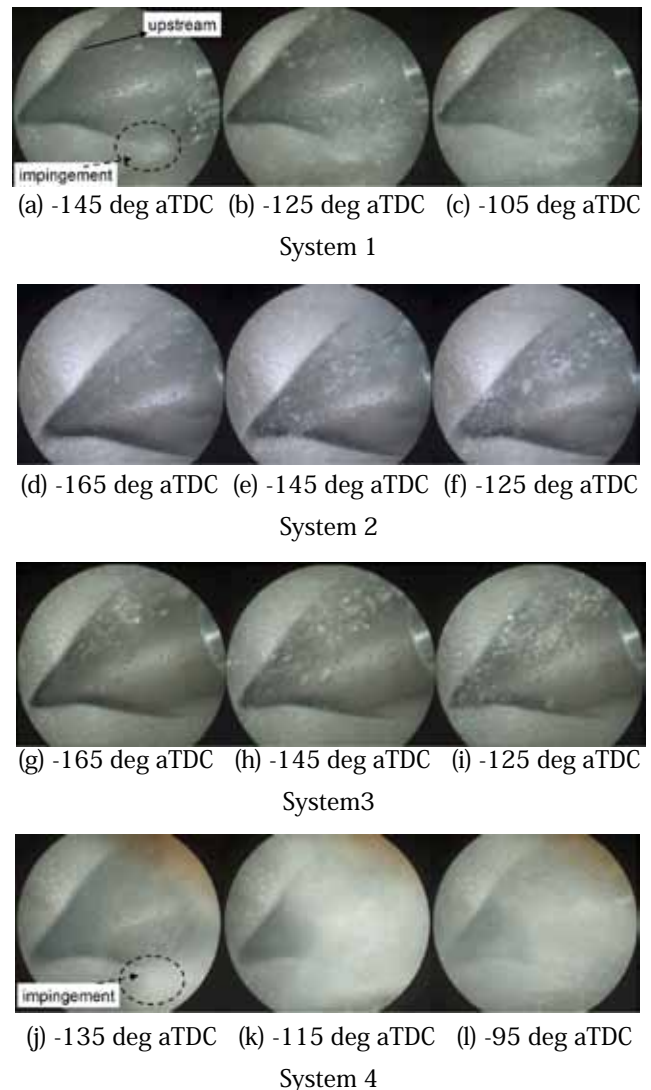 upstream
impingement
(a) -145 deg aTDC (b) -125 deg aTDC (c) -105 deg aTDC
System 1
(d) -165 deg aTDC (e) -145 deg aTDC (f) -125 deg aTDC
System 2
(g) -165 deg aTDC (h) -145 deg aTDC (i) -125 deg aTDC
System3
impingement
(j) -135 deg aTDC (k) -115 deg aTDC (l) -95 deg aTDC
System 4